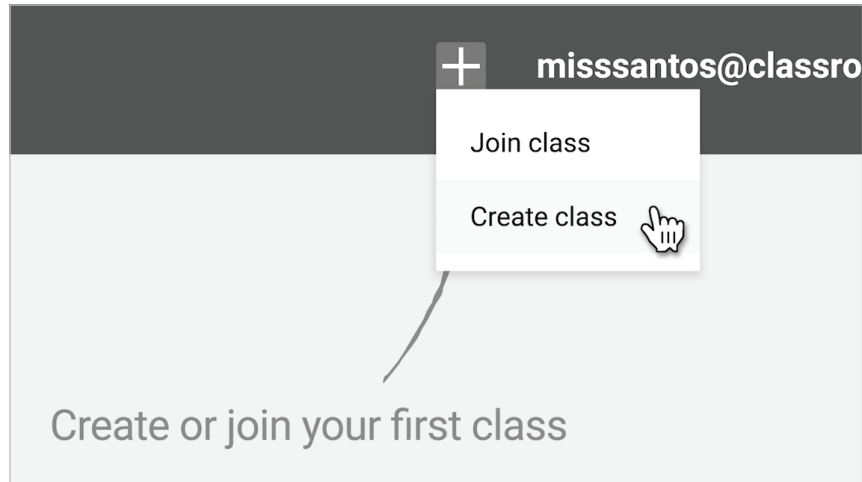 misssantos@classro
Join class
Create class
Create or join your first class